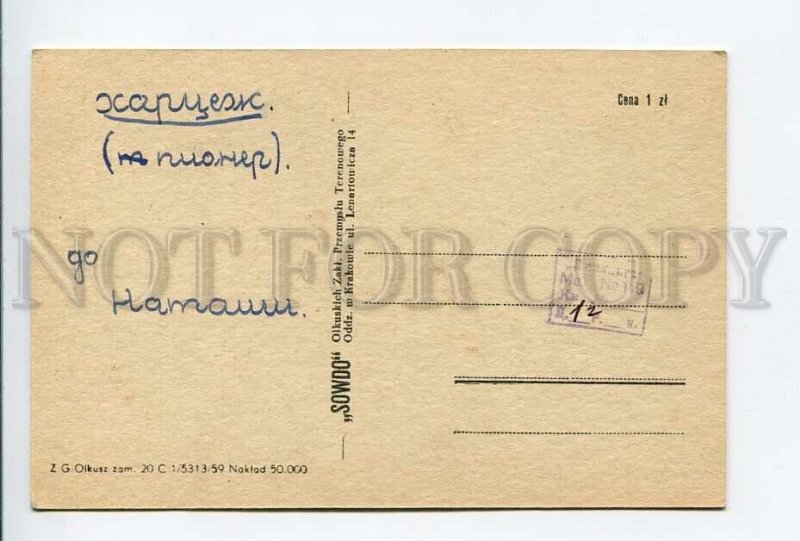 харцеж.
(т пионер).
до
Наташи.
Cena 1 zł
„SOWDO" Olkuskich Zakł. Przemysłu Terenowego
Oddz. w Krakowie ul. Lenartowicza 14
NOT FOR COPY
No
12
Z G Olkusz zam. 20 C 1/5313/59 Nakład 50.000